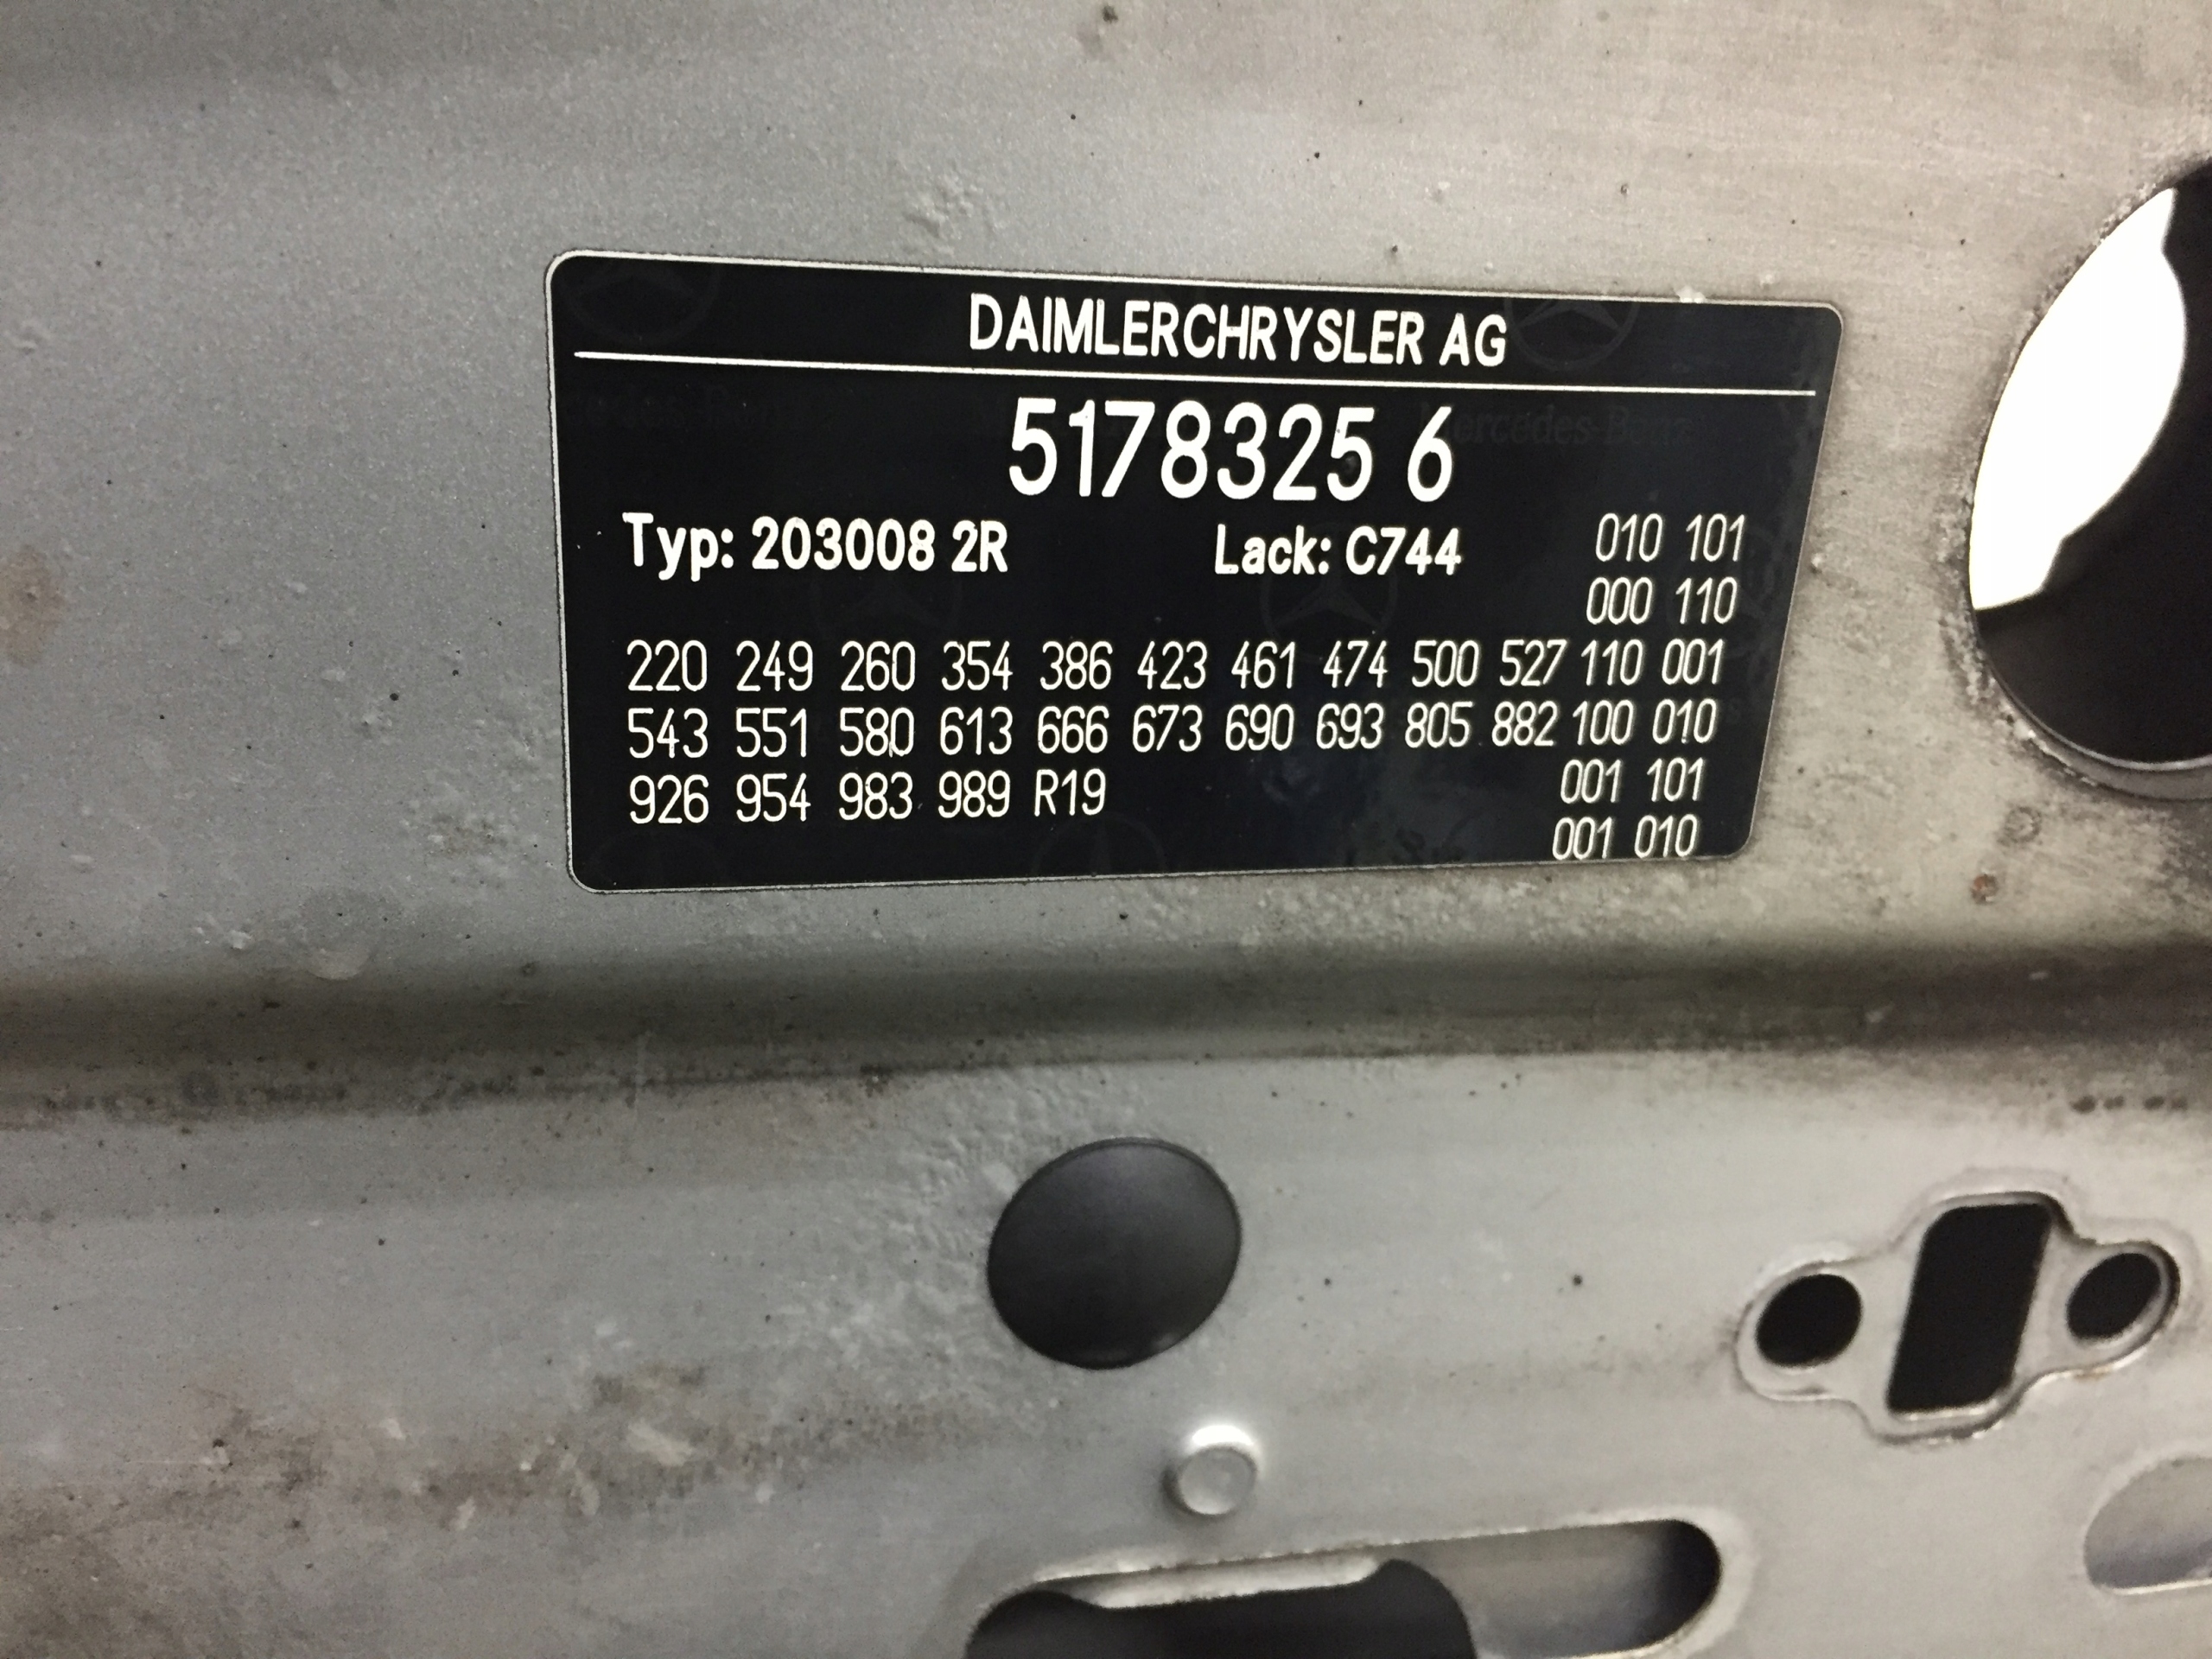 DAIMLERCHRYSLER AG
5178325 6
Typ: 203008 2R Lack: C744 010 101
000 110
220 249 260 354 386 423 461 474 500 527 110 001
543 551 580 613 666 673 690 693 805 882 100 010
926 954 983 989 R19 001 101
001 010
Mercedes-Benz